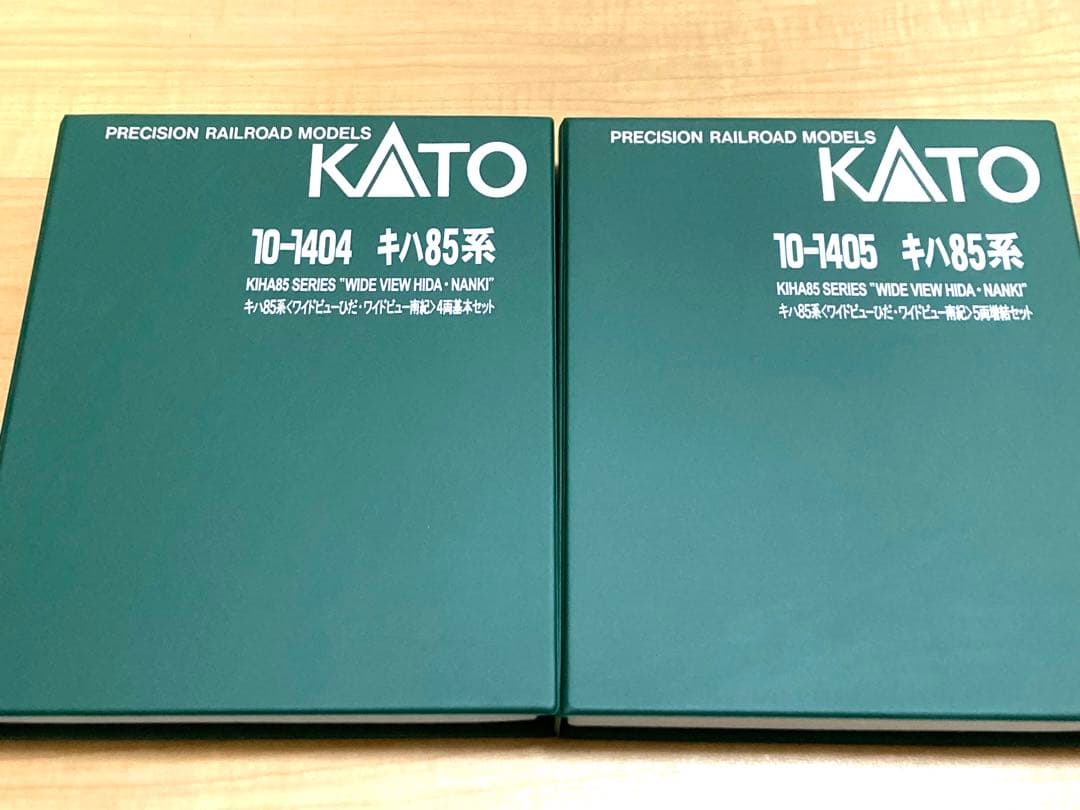 PRECISION RAILROAD MODELS
KATO
10-1404 キハ85系
KIHA85 SERIES "WIDE VIEW HIDA・NANKI"
キハ85系〈ワイドビューひだ・ワイドビュー南紀〉4両基本セット
PRECISION RAILROAD MODELS
KATO
10-1405 キハ85系
KIHA85 SERIES "WIDE VIEW HIDA・NANKI"
キハ85系〈ワイドビューひだ・ワイドビュー南紀〉5両増結セット